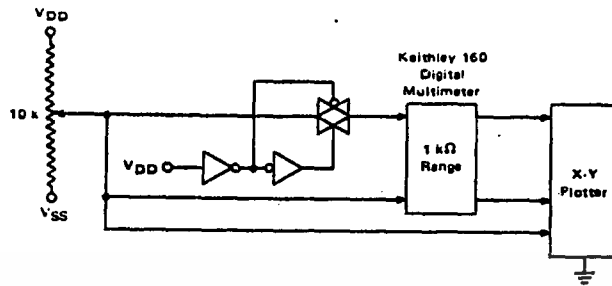 VDD
10 k
VSS
VDD
Keithley 160
Digital
Multimeter
1 kΩ
Range
X-Y
Plotter